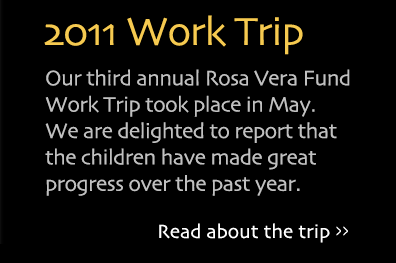 2011 Work Trip
Our third annual Rosa Vera Fund
Work Trip took place in May.
We are delighted to report that
the children have made great
progress over the past year.
Read about the trip >>